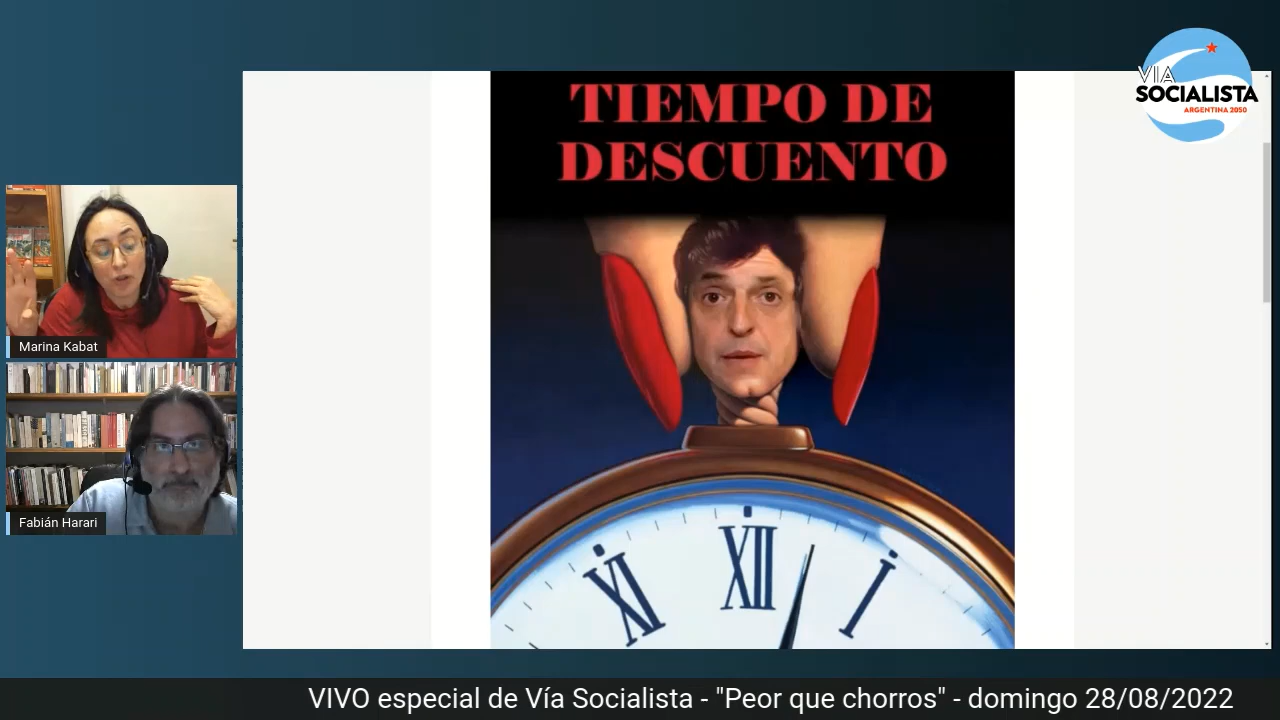 TIEMPO DE
DESCUENTO
VIA
SOCIALISTA
ARGENTINA 2050
Marina Kabat
Fabián Harari
XI
XII
I
VIVO especial de Vía Socialista - "Peor que chorros" - domingo 28/08/2022